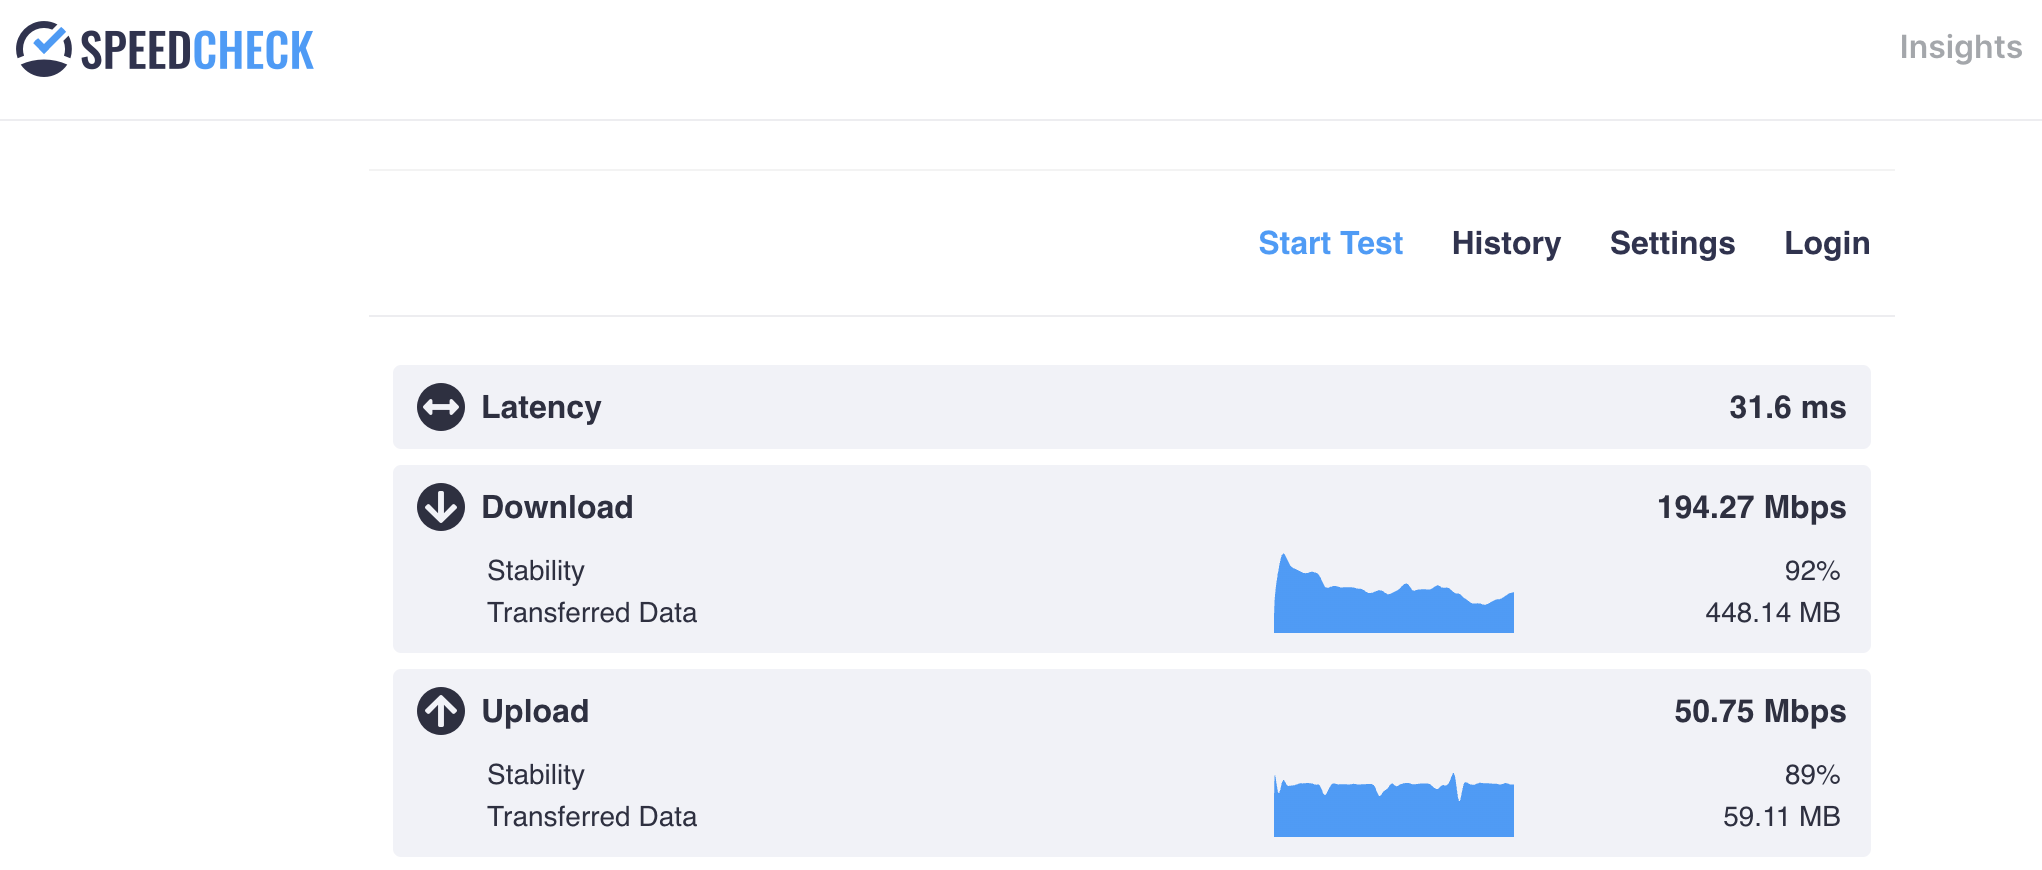 SPEEDCHECK
Insights
Start Test History Settings Login
Latency 31.6 ms
Download 194.27 Mbps
Stability 92%
Transferred Data 448.14 MB
Upload 50.75 Mbps
Stability 89%
Transferred Data 59.11 MB